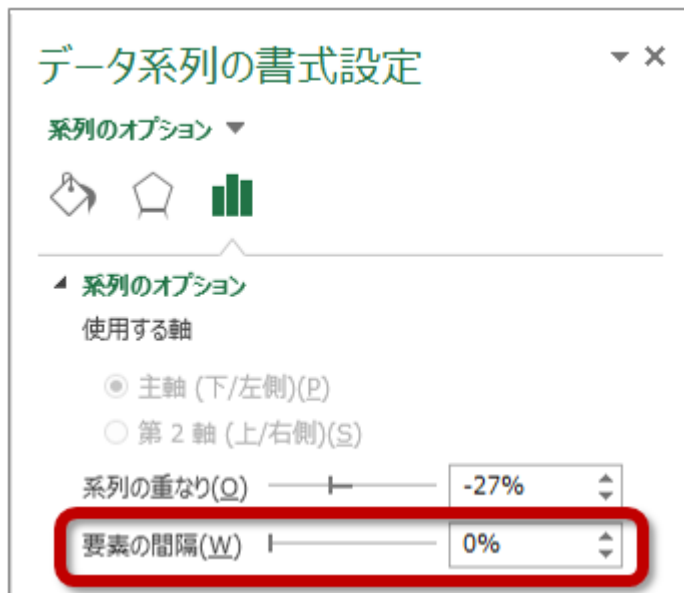 データ系列の書式設定
系列のオプション
系列のオプション
使用する軸
主軸 (下/左側)(P)
第 2 軸 (上/右側)(S)
系列の重なり(O) -27%
要素の間隔(W) 0%